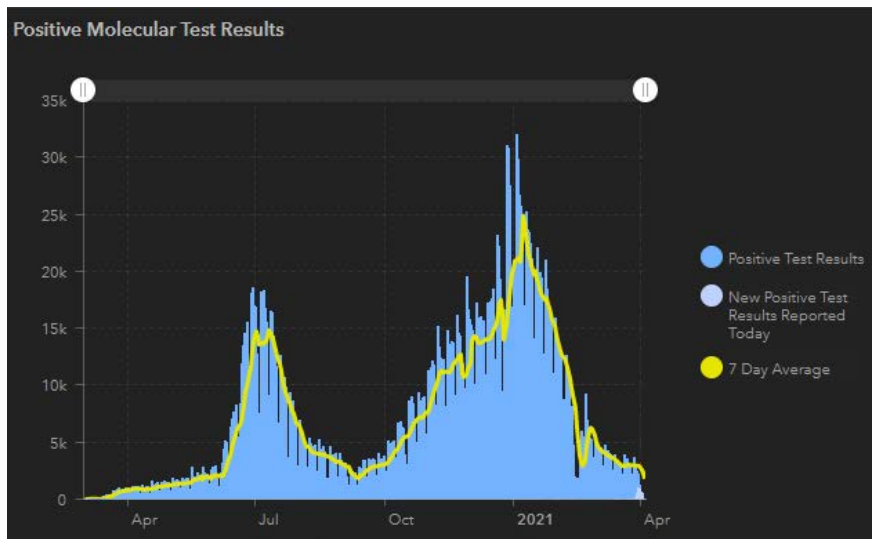 Positive Molecular Test Results
35k
30k
25k
20k
15k
10k
5k
0
Apr
Jul
Oct
2021
Apr
Positive Test Results
New Positive Test
Results Reported
Today
7 Day Average